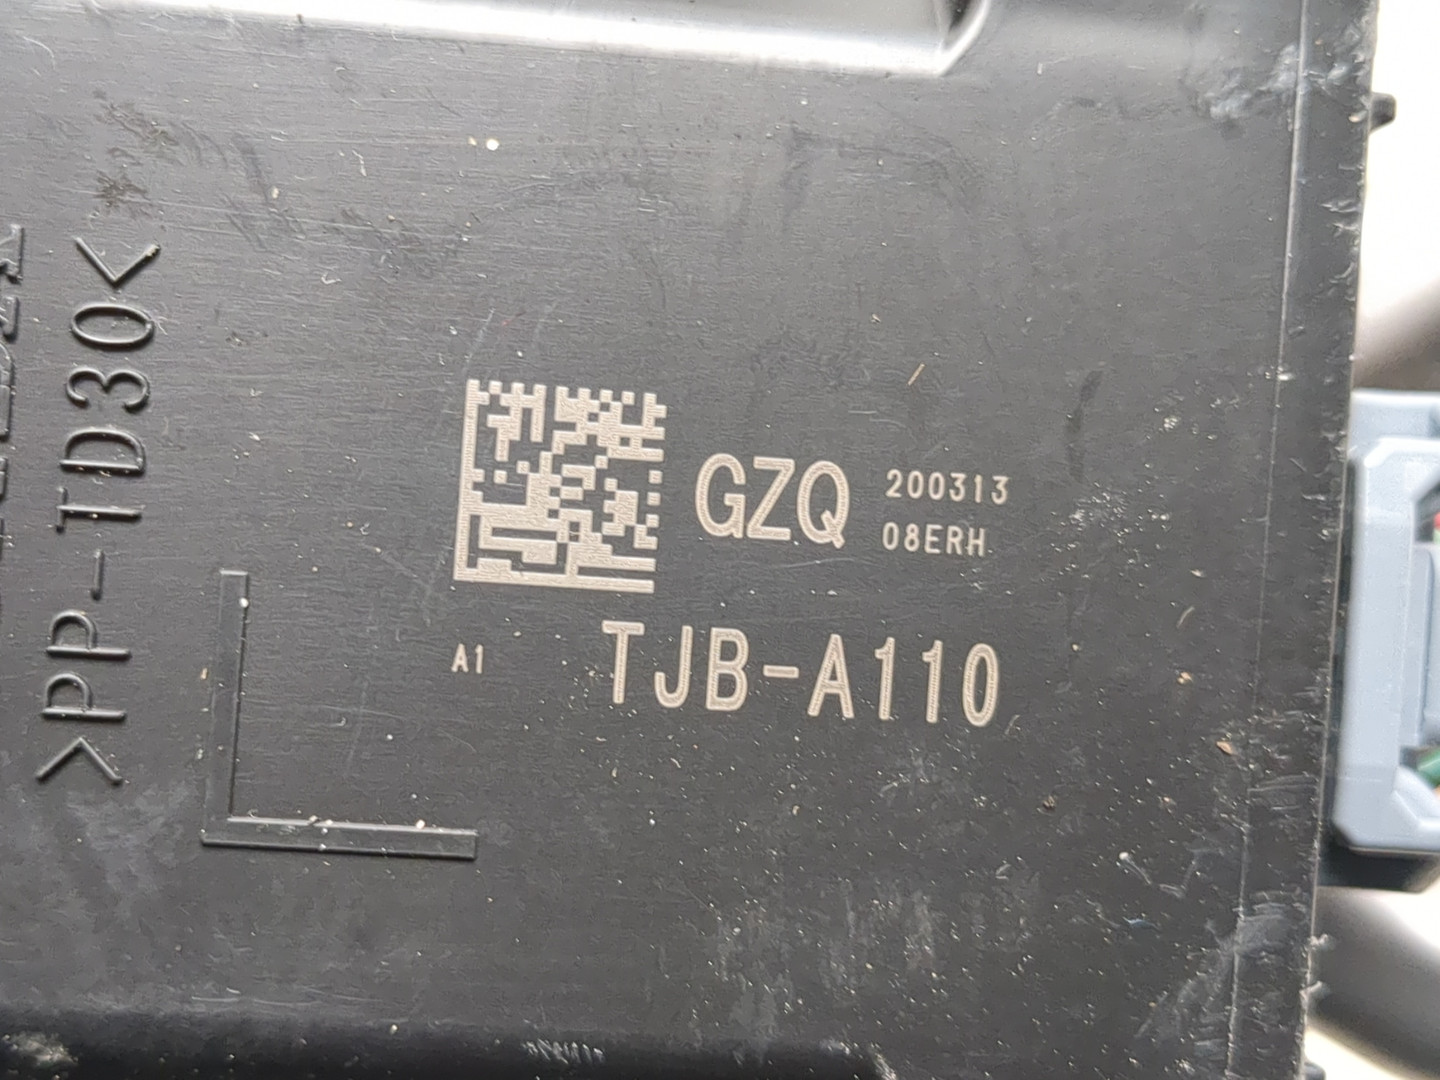 >PP-TD30<
GZQ
200313
08ERH
A1
TJB-A110